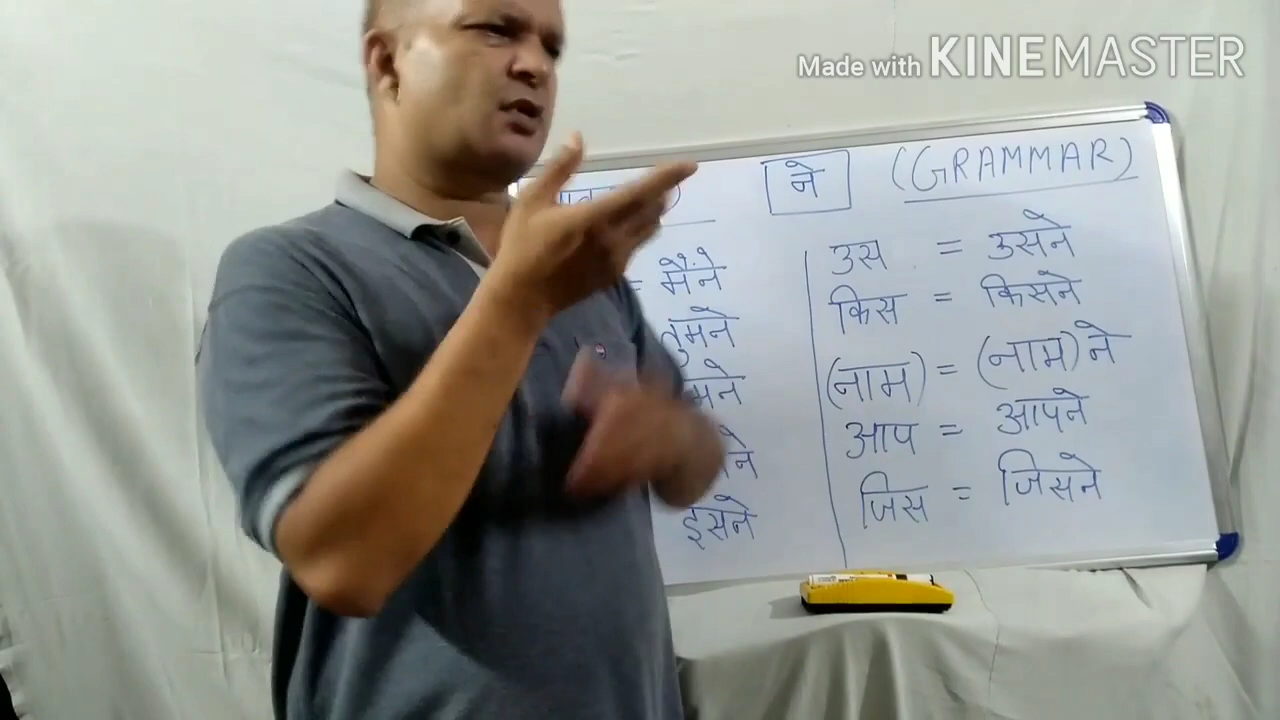 Made with KINEMASTER
ने (GRAMMAR)
= मैंने
तुमने
इसने
उस = उसने
किस = किसने
(नाम) = (नाम) ने
आप = आपने
जिस = जिसने